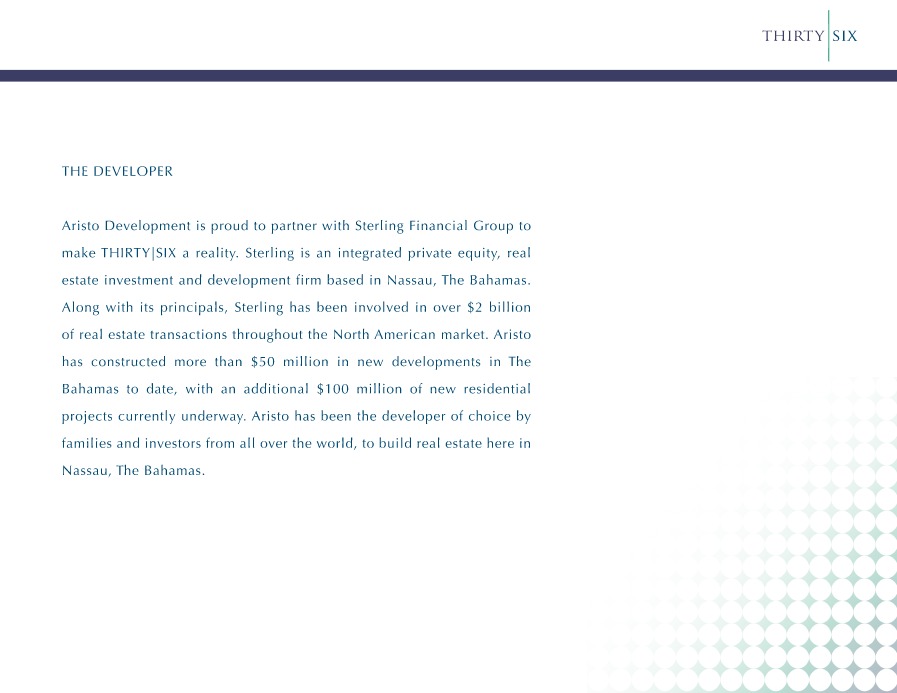 THIRTY|SIX
THE DEVELOPER
Aristo Development is proud to partner with Sterling Financial Group to
make THIRTY|SIX a reality. Sterling is an integrated private equity, real
estate investment and development firm based in Nassau, The Bahamas.
Along with its principals, Sterling has been involved in over $2 billion
of real estate transactions throughout the North American market. Aristo
has constructed more than $50 million in new developments in The
Bahamas to date, with an additional $100 million of new residential
projects currently underway. Aristo has been the developer of choice by
families and investors from all over the world, to build real estate here in
Nassau, The Bahamas.